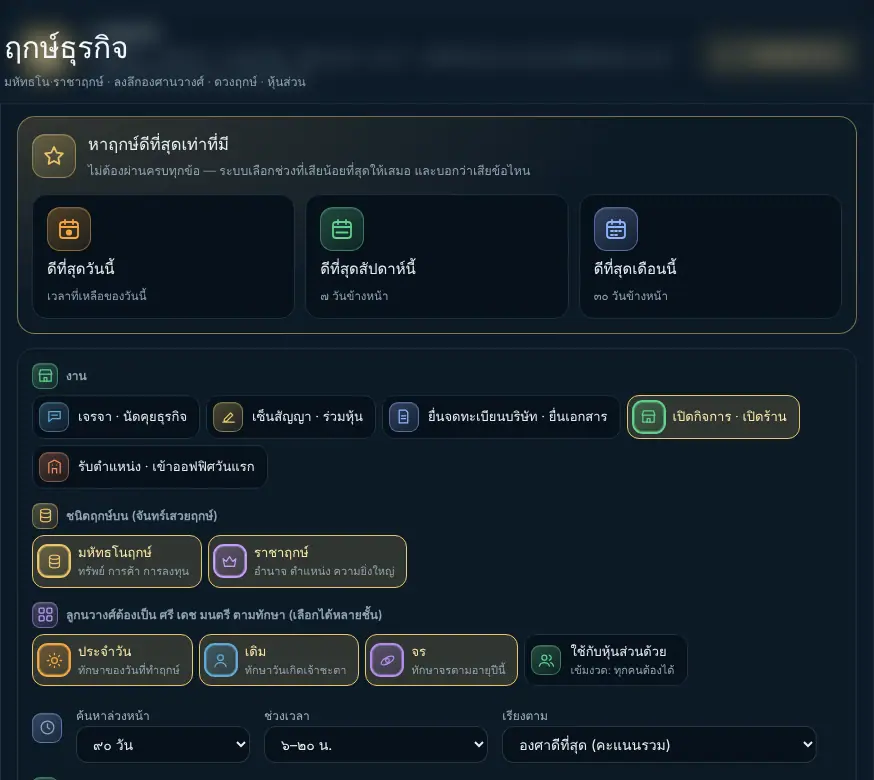 ฤกษ์ธุรกิจ
มหัทธโน·ราชาฤกษ์ · ลงลึกองศานวางศ์ · ดวงฤกษ์ · หุ้นส่วน
หาฤกษ์ดีที่สุดเท่าที่มี
ไม่ต้องผ่านครบทุกข้อ — ระบบเลือกช่วงที่เสียน้อยที่สุดให้เสมอ และบอกว่าเสียข้อไหน
ดีที่สุดวันนี้
เวลาที่เหลือของวันนี้
ดีที่สุดสัปดาห์นี้
๗ วันข้างหน้า
ดีที่สุดเดือนนี้
๓๐ วันข้างหน้า
งาน
เจรจา · นัดคุยธุรกิจ
เซ็นสัญญา · ร่วมหุ้น
ยื่นจดทะเบียนบริษัท · ยื่นเอกสาร
เปิดกิจการ · เปิดร้าน
รับตำแหน่ง · เข้าออฟฟิศวันแรก
ชนิดฤกษ์บน (จันทร์เสวยฤกษ์)
มหัทธโนฤกษ์
ทรัพย์ การค้า การลงทุน
ราชาฤกษ์
อำนาจ ตำแหน่ง ความยิ่งใหญ่
ลูกนวางศ์ต้องเป็น ศรี เดช มนตรี ตามทักษา (เลือกได้หลายชั้น)
ประจำวัน
ทักษาของวันที่ทำฤกษ์
เดิม
ทักษาวันเกิดเจ้าชะตา
จร
ทักษาจรตามอายุปีนี้
ใช้กับหุ้นส่วนด้วย
เข้มงวด: ทุกคนต้องได้
ค้นหาล่วงหน้า
๙๐ วัน
ช่วงเวลา
๖–๒๐ น.
เรียงตาม
องศาดีที่สุด (คะแนนรวม)